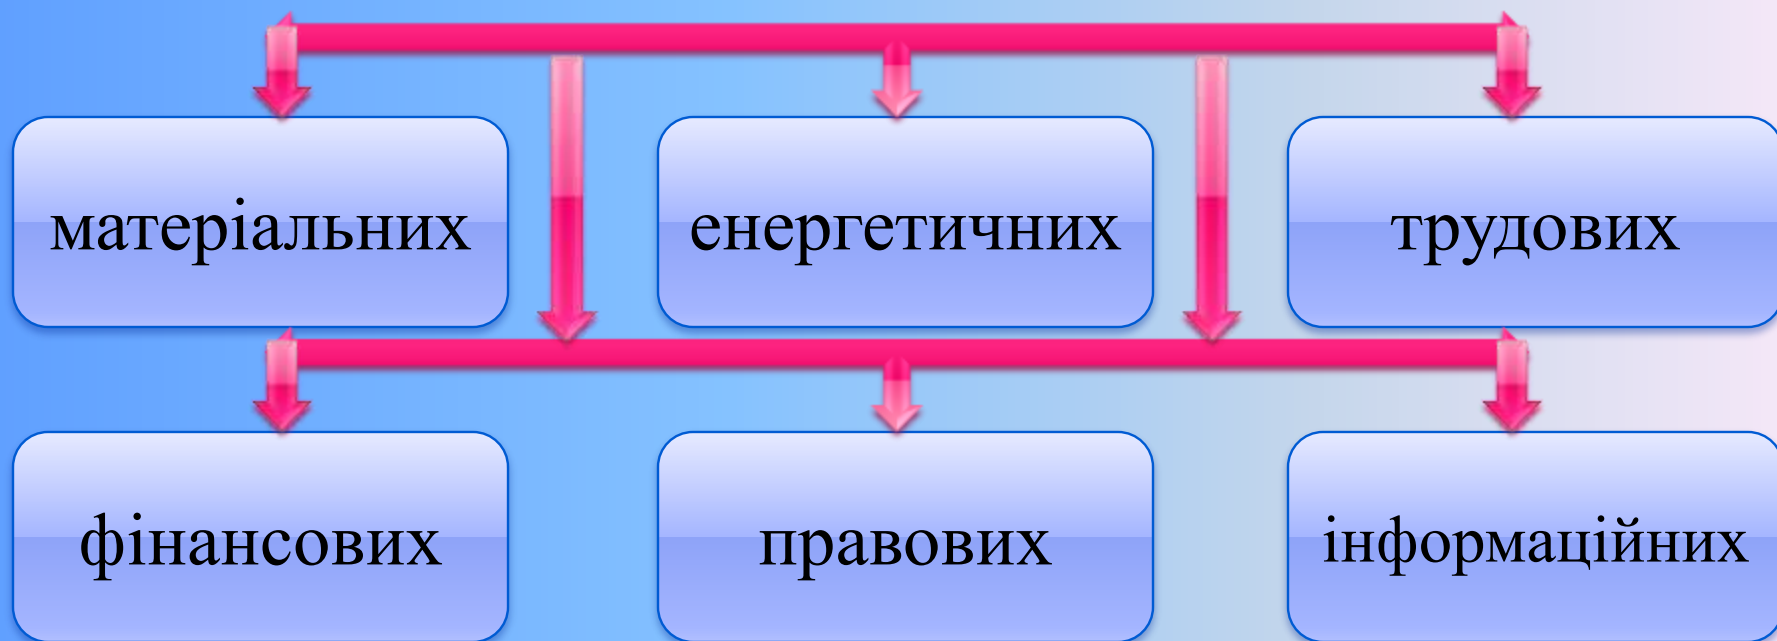 матеріальних
енергетичних
трудових
фінансових
правових
інформаційних